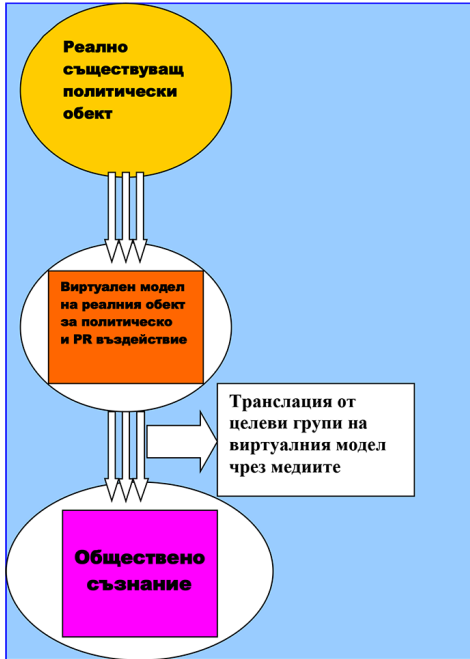 Реално
съществуващ
политически
обект
Виртуален модел
на реалния обект
за политическо
и PR въздействие
Транслация от
целеви групи на
виртуалния модел
чрез медиите
Обществено
съзнание